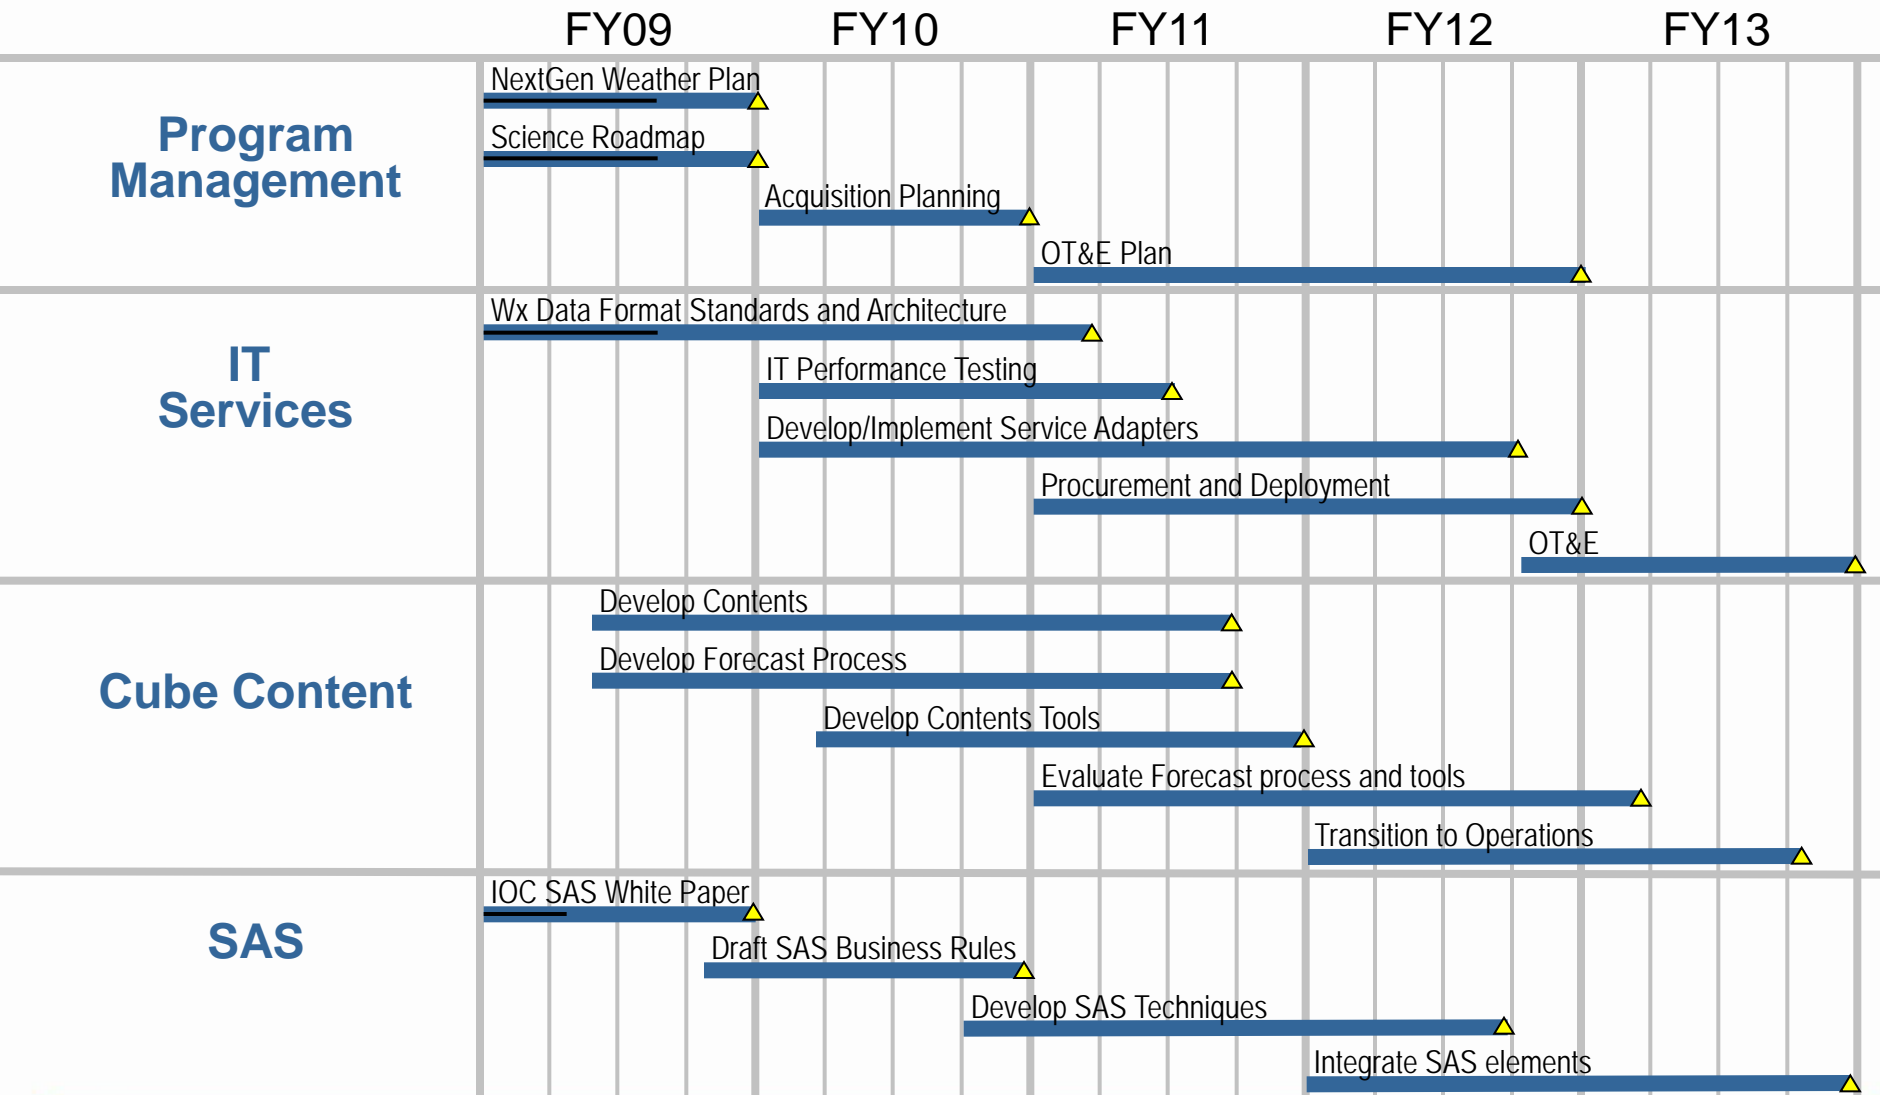 FY09 FY10 FY11 FY12 FY13
Program
Management
NextGen Weather Plan
Science Roadmap
Acquisition Planning
OT&E Plan
IT
Services
Wx Data Format Standards and Architecture
IT Performance Testing
Develop/Implement Service Adapters
Procurement and Deployment
OT&E
Cube Content
Develop Contents
Develop Forecast Process
Develop Contents Tools
Evaluate Forecast process and tools
Transition to Operations
SAS
IOC SAS White Paper
Draft SAS Business Rules
Develop SAS Techniques
Integrate SAS elements